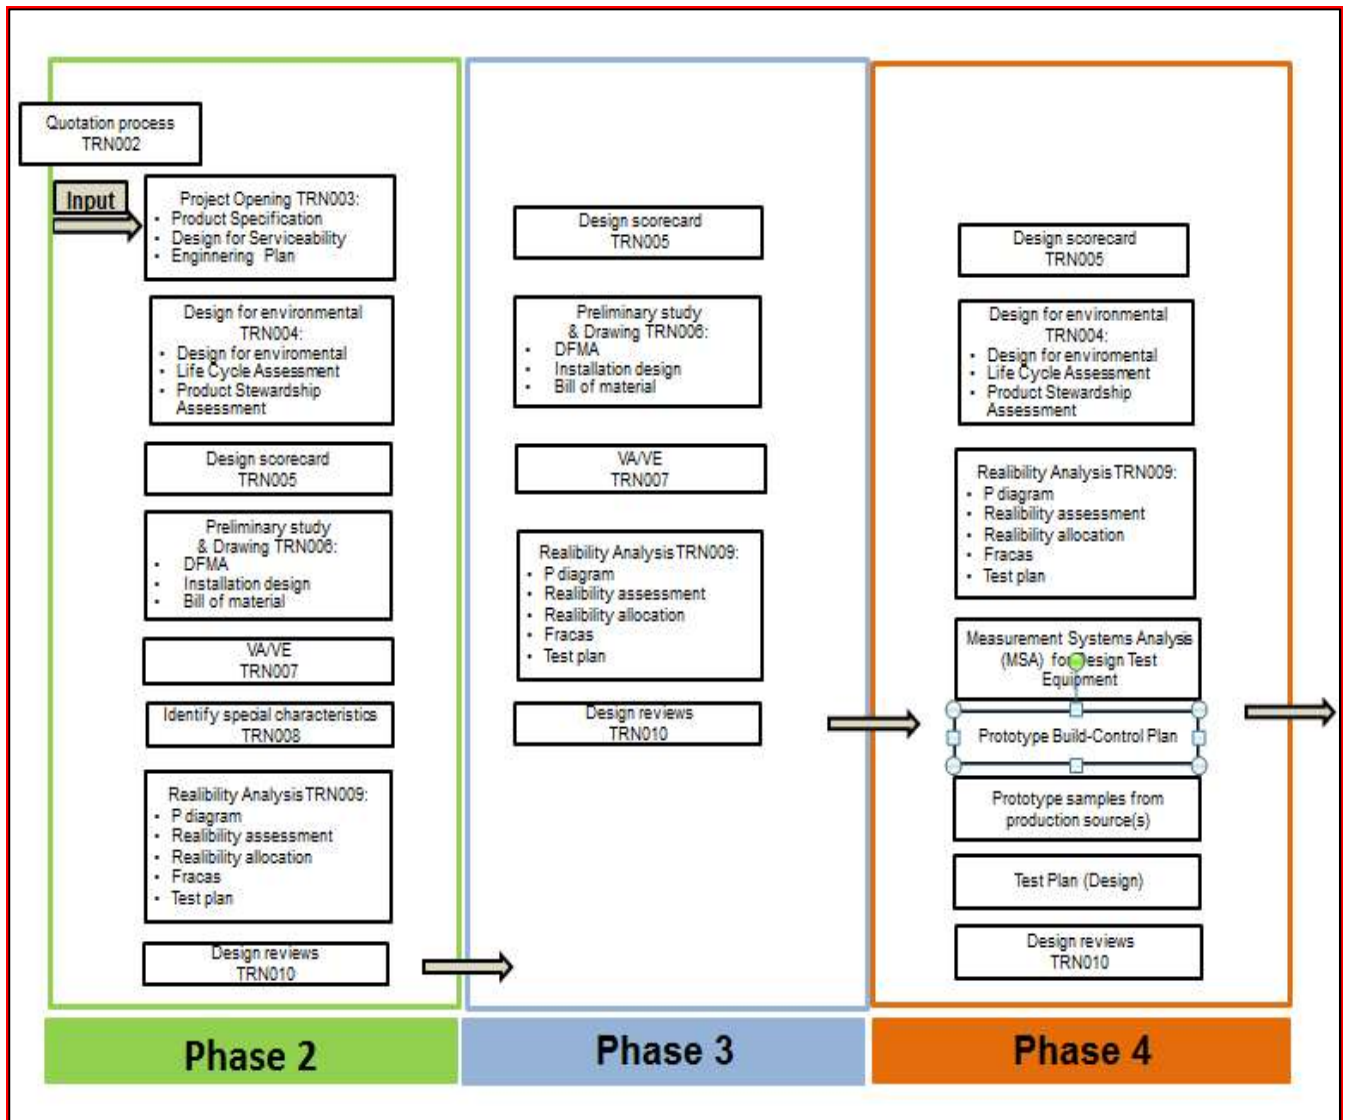 Quotation process
TRN002
Input
Project Opening TRN003:
• Product Specification
• Design for Serviceability
• Enginnering Plan
Design for environmental
TRN004:
• Design for enviromental
• Life Cycle Assessment
• Product Stewardship
Assessment
Design scorecard
TRN005
Preliminary study
& Drawing TRN006:
• DFMA
• Installation design
• Bill of material
VA/VE
TRN007
Identify special characteristics
TRN008
Realibility Analysis TRN009:
• P diagram
• Realibility assessment
• Realibility allocation
• Fracas
• Test plan
Design reviews
TRN010
Phase 2
Design scorecard
TRN005
Preliminary study
& Drawing TRN006:
• DFMA
• Installation design
• Bill of material
VA/VE
TRN007
Realibility Analysis TRN009:
• P diagram
• Realibility assessment
• Realibility allocation
• Fracas
• Test plan
Design reviews
TRN010
Phase 3
Design scorecard
TRN005
Design for environmental
TRN004:
• Design for enviromental
• Life Cycle Assessment
• Product Stewardship
Assessment
Realibility Analysis TRN009:
• P diagram
• Realibility assessment
• Realibility allocation
• Fracas
• Test plan
Measurement Systems Analysis
(MSA) for Design Test
Equipment
Prototype Build-Control Plan
Prototype samples from
production source(s)
Test Plan (Design)
Design reviews
TRN010
Phase 4